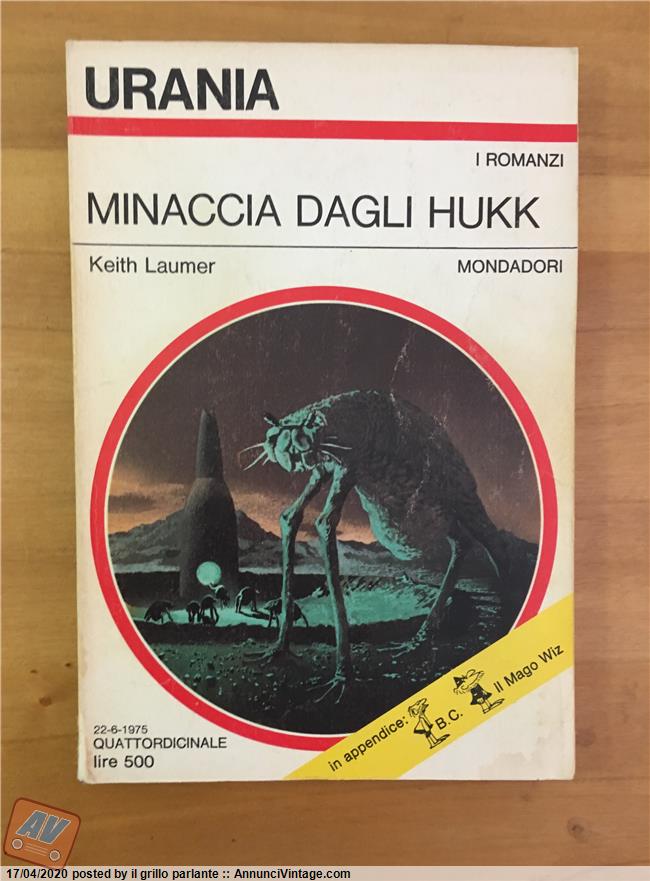 URANIA
I ROMANZI
MINACCIA DAGLI HUKK
Keith Laumer
MONDADORI
in appendice: B.C. Il Mago Wiz
22-6-1975
QUATTORDICINALE
lire 500
AV
17/04/2020 posted by il grillo parlante :: AnnunciVintage.com